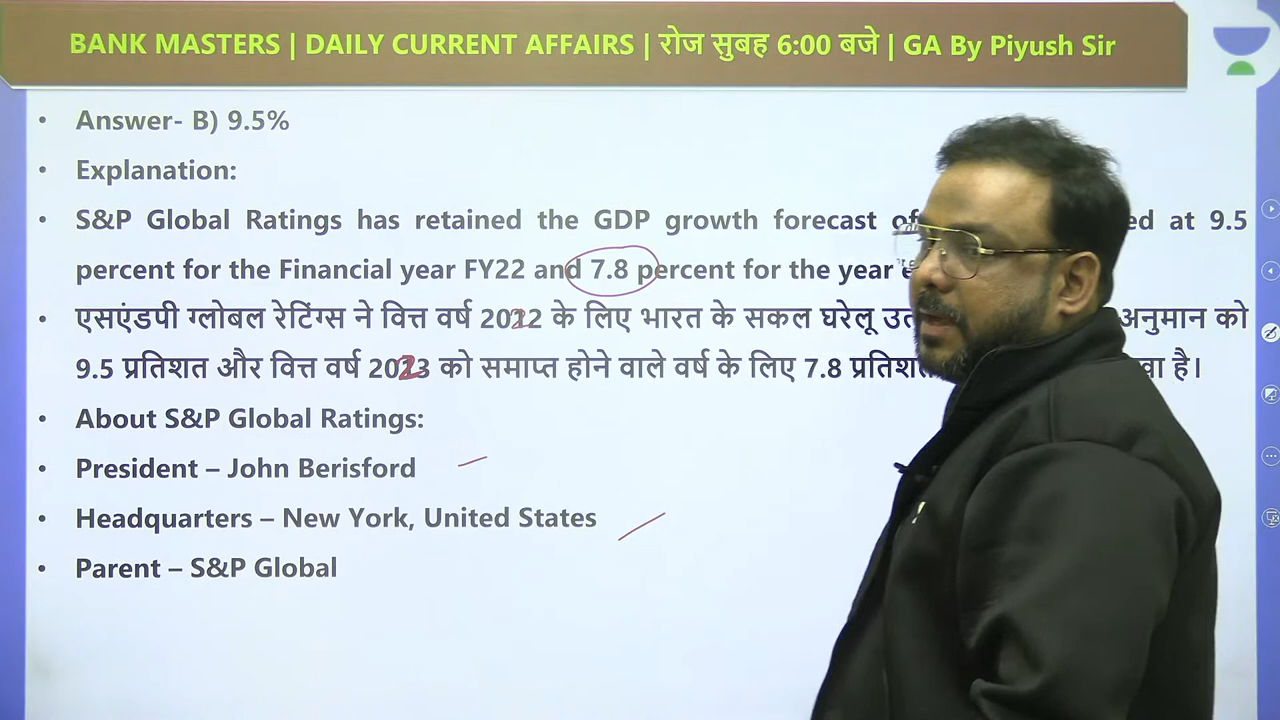 BANK MASTERS | DAILY CURRENT AFFAIRS | रोज सुबह 6:00 बजे | GA By Piyush Sir
• Answer- B) 9.5%
• Explanation:
• S&P Global Ratings has retained the GDP growth forecast at 9.5
percent for the Financial year FY22 and 7.8 percent for the year
• एसएंडपी ग्लोबल रेटिंग्स ने वित्त वर्ष 2022 के लिए भारत के सकल घरेलू अनुमान को
9.5 प्रतिशत और वित्त वर्ष 2023 को समाप्त होने वाले वर्ष के लिए 7.8 है।
• About S&P Global Ratings:
• President – John Berisford
• Headquarters – New York, United States
• Parent – S&P Global